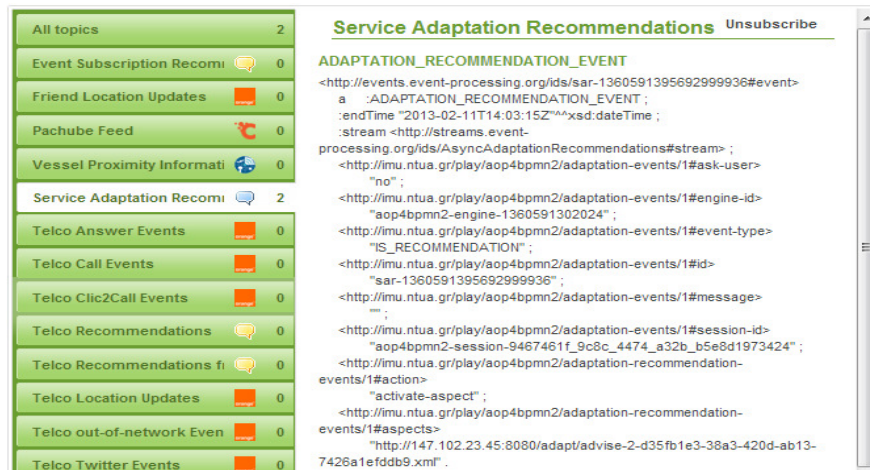 All topics 2
Event Subscription Recomı 0
Friend Location Updates 0
Pachube Feed 0
Vessel Proximity Informati 0
Service Adaptation Recomı 2
Telco Answer Events 0
Telco Call Events 0
Telco Clic2Call Events 0
Telco Recommendations 0
Telco Recommendations fı 0
Telco Location Updates 0
Telco out-of-network Even 0
Telco Twitter Events 0
Service Adaptation Recommendations Unsubscribe
ADAPTATION_RECOMMENDATION_EVENT
<http://events.event-processing.org/ids/sar-1360591395692999936#event>
a :ADAPTATION_RECOMMENDATION_EVENT ;
:endTime "2013-02-11T14:03:15Z"^^xsd:dateTime ;
:stream <http://streams.event-
processing.org/ids/AsyncAdaptationRecommendations#stream> ;
<http://imu.ntua.gr/play/aop4bpmn2/adaptation-events/1#ask-user>
"no" ;
<http://imu.ntua.gr/play/aop4bpmn2/adaptation-events/1#engine-id>
"aop4bpmn2-engine-1360591302024" ;
<http://imu.ntua.gr/play/aop4bpmn2/adaptation-events/1#event-type>
"IS_RECOMMENDATION" ;
<http://imu.ntua.gr/play/aop4bpmn2/adaptation-events/1#id>
"sar-1360591395692999936" ;
<http://imu.ntua.gr/play/aop4bpmn2/adaptation-events/1#message>
"" ;
<http://imu.ntua.gr/play/aop4bpmn2/adaptation-events/1#session-id>
"aop4bpmn2-session-9467461f_9c8c_4474_a32b_b5e8d1973424" ;
<http://imu.ntua.gr/play/aop4bpmn2/adaptation-recommendation-
events/1#action>
"activate-aspect" ;
<http://imu.ntua.gr/play/aop4bpmn2/adaptation-recommendation-
events/1#aspects>
"http://147.102.23.45:8080/adapt/advise-2-d35fb1e3-38a3-420d-ab13-
7426a1efddb9.xml" .